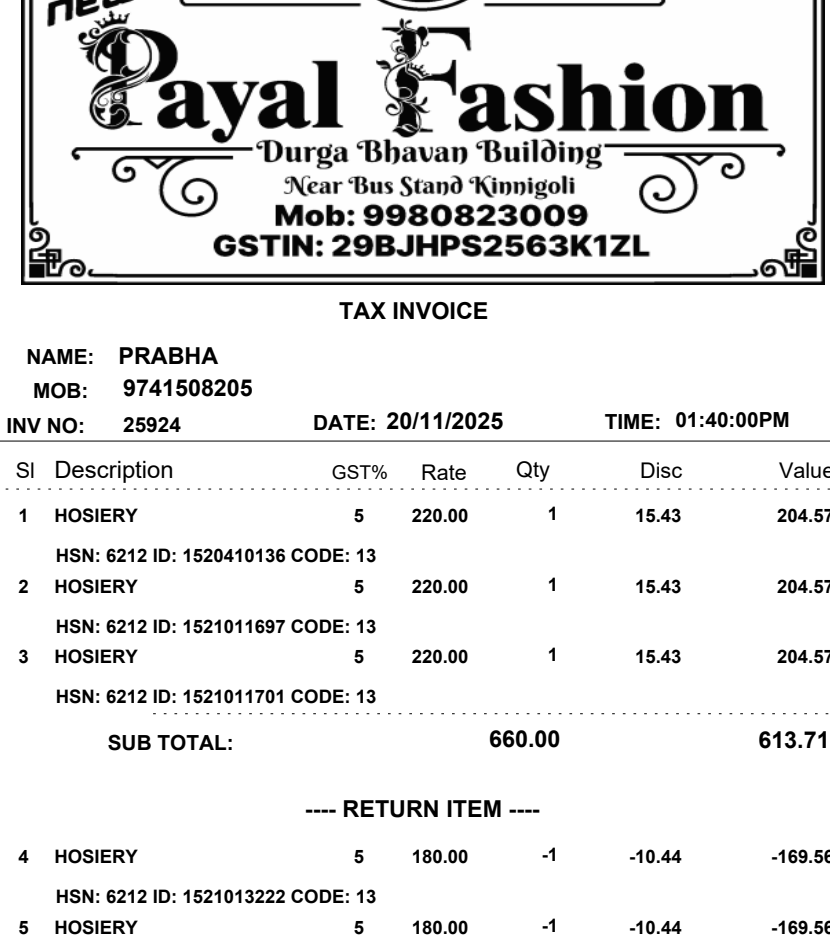 new
Payal Fashion
Durga Bhavan Building
Near Bus Stand Kinnigoli
Mob: 9980823009
GSTIN: 29BJHPS2563K1ZL
TAX INVOICE
NAME: PRABHA
MOB: 9741508205
INV NO: 25924 DATE: 20/11/2025 TIME: 01:40:00PM
Sl Description GST% Rate Qty Disc Value
1 HOSIERY 5 220.00 1 15.43 204.57
HSN: 6212 ID: 1520410136 CODE: 13
2 HOSIERY 5 220.00 1 15.43 204.57
HSN: 6212 ID: 1521011697 CODE: 13
3 HOSIERY 5 220.00 1 15.43 204.57
HSN: 6212 ID: 1521011701 CODE: 13
SUB TOTAL: 660.00 613.71
---- RETURN ITEM ----
4 HOSIERY 5 180.00 -1 -10.44 -169.56
HSN: 6212 ID: 1521013222 CODE: 13
5 HOSIERY 5 180.00 -1 -10.44 -169.56